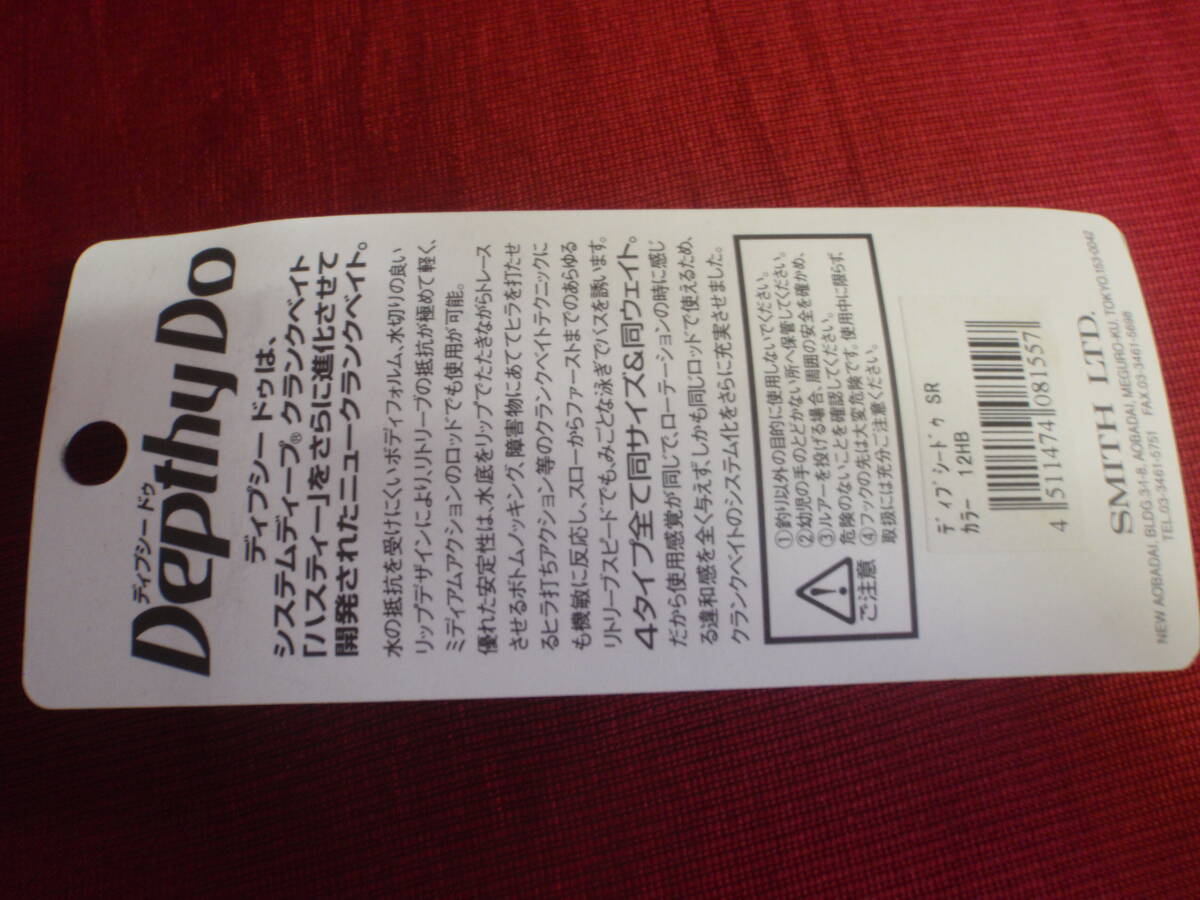 ディプシー ドゥ
Depthy Do
ディプシー ドゥは、
システムディープ®クランクベイト
「ハスティー」をさらに進化させて
開発されたニュークランクベイト。
水の抵抗を受けにくいボディフォルム、水切りの良い
リップデザインにより、リトリーブの抵抗が極めて軽く、
ミディアムアクションのロッドでも使用が可能。
優れた安定性は、水底をリップでたたきながらトレース
させるボトムノッキング、障害物にあててヒラを打たせ
るヒラ打ちアクション等のクランクベイトテクニックに
も機敏に反応し、スローからファーストまでのあらゆる
リトリーブスピードでも、みごとな泳ぎでバスを誘います。
4タイプ全て同サイズ&同ウェイト。
だから使用感覚が同じで、ローテーションの時に感じ
る違和感を全く与えず、しかも同じロッドで使えるため、
クランクベイトのシステム化をさらに充実させました。
ご注意
①釣り以外の目的に使用しないでください。
②幼児の手のとどかない所へ保管してください。
③ルアーを投げる場合、周囲の安全を確かめ、
危険のないことを確認してください。
④フックの先は大変危険です。使用中に限らず、
取扱には充分ご注意ください。
ディプシードゥ SR
カラー 12HB
4 511474 081557
SMITH LTD.
NEW AOBADAI, BLDG.3-1-8, AOBADAI, MEGURO-KU, TOKYO.153-0042
TEL.03-3461-5751 FAX.03-3461-5698